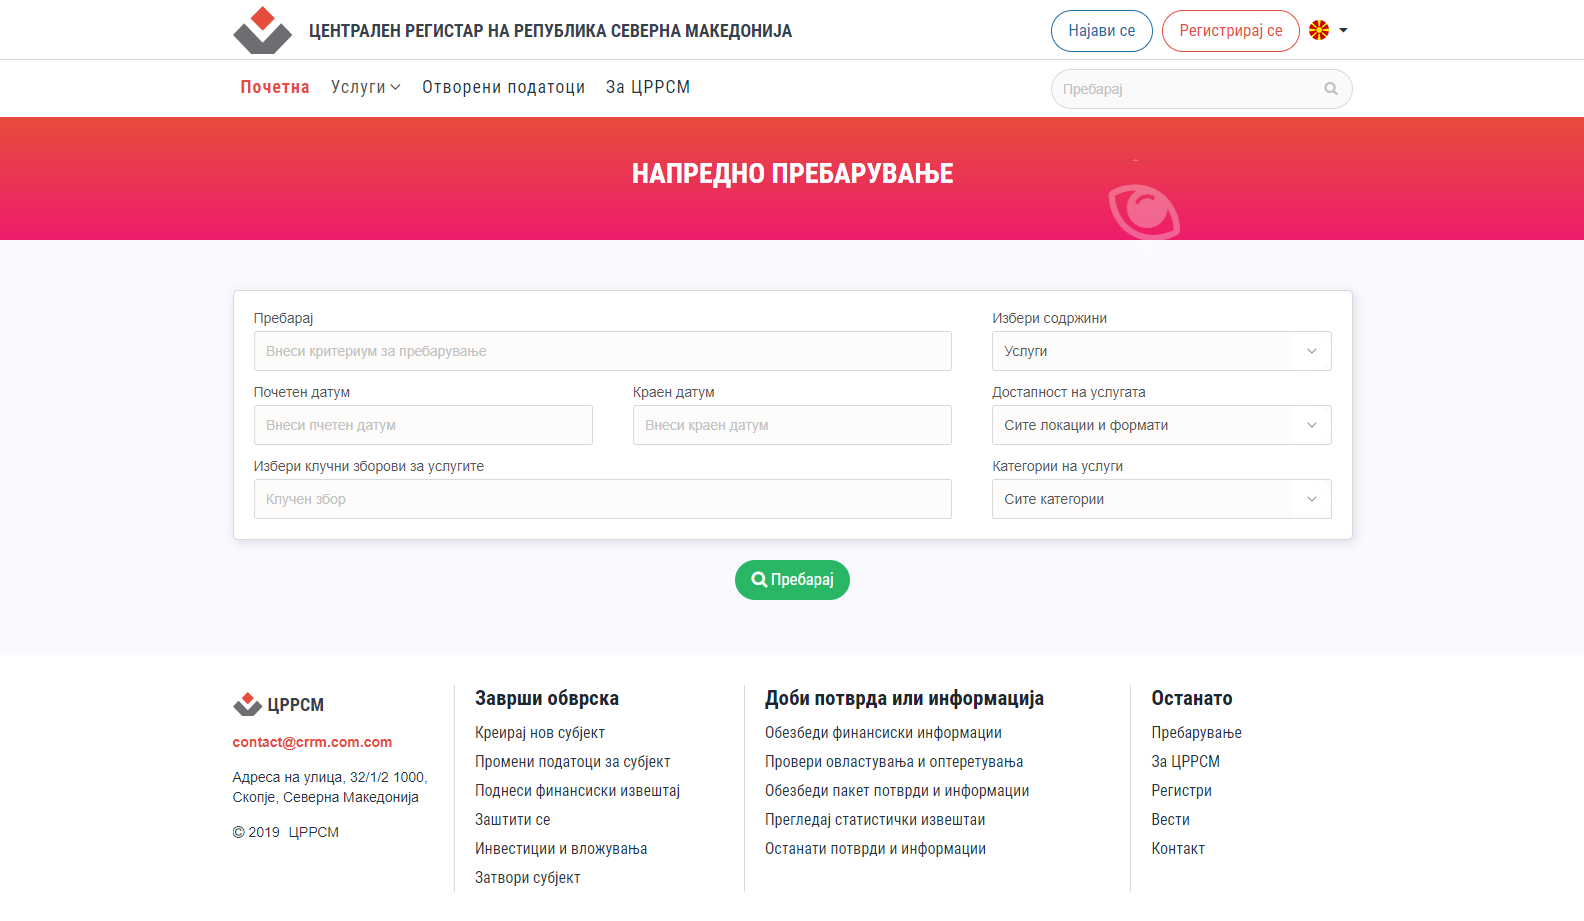 ЦЕНТРАЛЕН РЕГИСТАР НА РЕПУБЛИКА СЕВЕРНА МАКЕДОНИЈА
Најави се
Регистрирај се
Почетна
Услуги
Отворени податоци
За ЦРРСМ
Пребарај
НАПРЕДНО ПРЕБАРУВАЊЕ
Пребарај
Внеси критериум за пребарување
Избери содржини
Услуги
Почетен датум
Внеси пчетен датум
Краен датум
Внеси краен датум
Достапност на услугата
Сите локации и формати
Избери клучни зборови за услугите
Клучен збор
Категории на услуги
Сите категории
Пребарај
ЦРРСМ
contact@crrm.com.com
Адреса на улица, 32/1/2 1000,
Скопје, Северна Македонија
© 2019 ЦРРСМ
Заврши обврска
Креирај нов субјект
Промени податоци за субјект
Поднеси финансиски извештај
Заштити се
Инвестиции и вложувања
Затвори субјект
Доби потврда или информација
Обезбеди финансиски информации
Провери овластувања и оптеретувања
Обезбеди пакет потврди и информации
Прегледај статистички извештаи
Останати потврди и информации
Останато
Пребарување
За ЦРРСМ
Регистри
Вести
Контакт